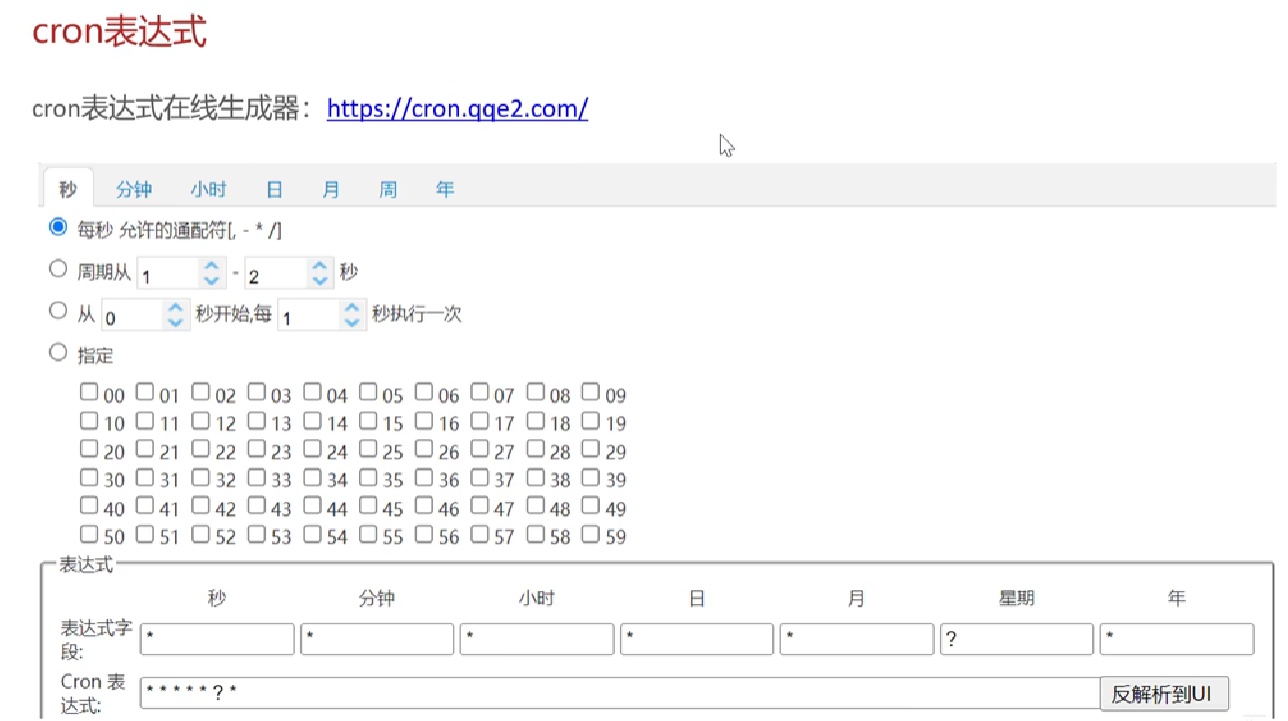 cron表达式
cron表达式在线生成器：https://cron.qqe2.com/
秒 分钟 小时 日 月 周 年
每秒 允许的通配符[, - * /]
周期从 1 - 2 秒
从 0 秒开始,每 1 秒执行一次
指定
00 01 02 03 04 05 06 07 08 09
10 11 12 13 14 15 16 17 18 19
20 21 22 23 24 25 26 27 28 29
30 31 32 33 34 35 36 37 38 39
40 41 42 43 44 45 46 47 48 49
50 51 52 53 54 55 56 57 58 59
表达式
秒 分钟 小时 日 月 星期 年
表达式字
段:
* * * * * ? *
Cron 表
达式:
* * * * * ? *
反解析到UI